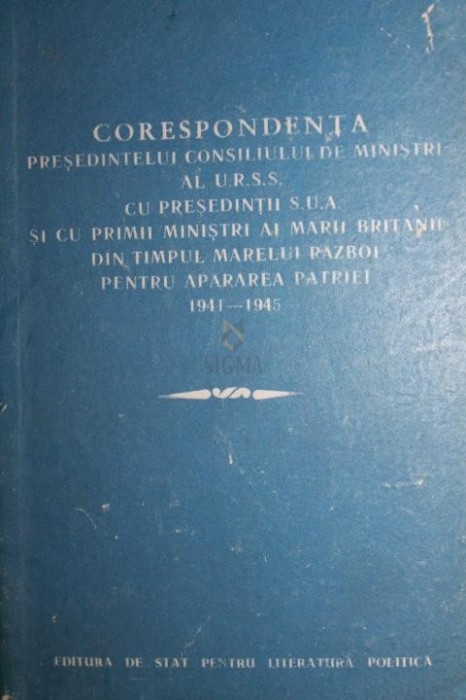 CORESPONDENȚA
PREȘEDINTELUI CONSILIULUI DE MINIȘTRI
AL U.R.S.S.
CU PREȘEDINȚII S.U.A.
ȘI CU PRIMII MINIȘTRI AI MARII BRITANII
DIN TIMPUL MARELUI RĂZBOI
PENTRU APĂRAREA PATRIEI
1941—1945
SIGMA
EDITURA DE STAT PENTRU LITERATURĂ POLITICĂ